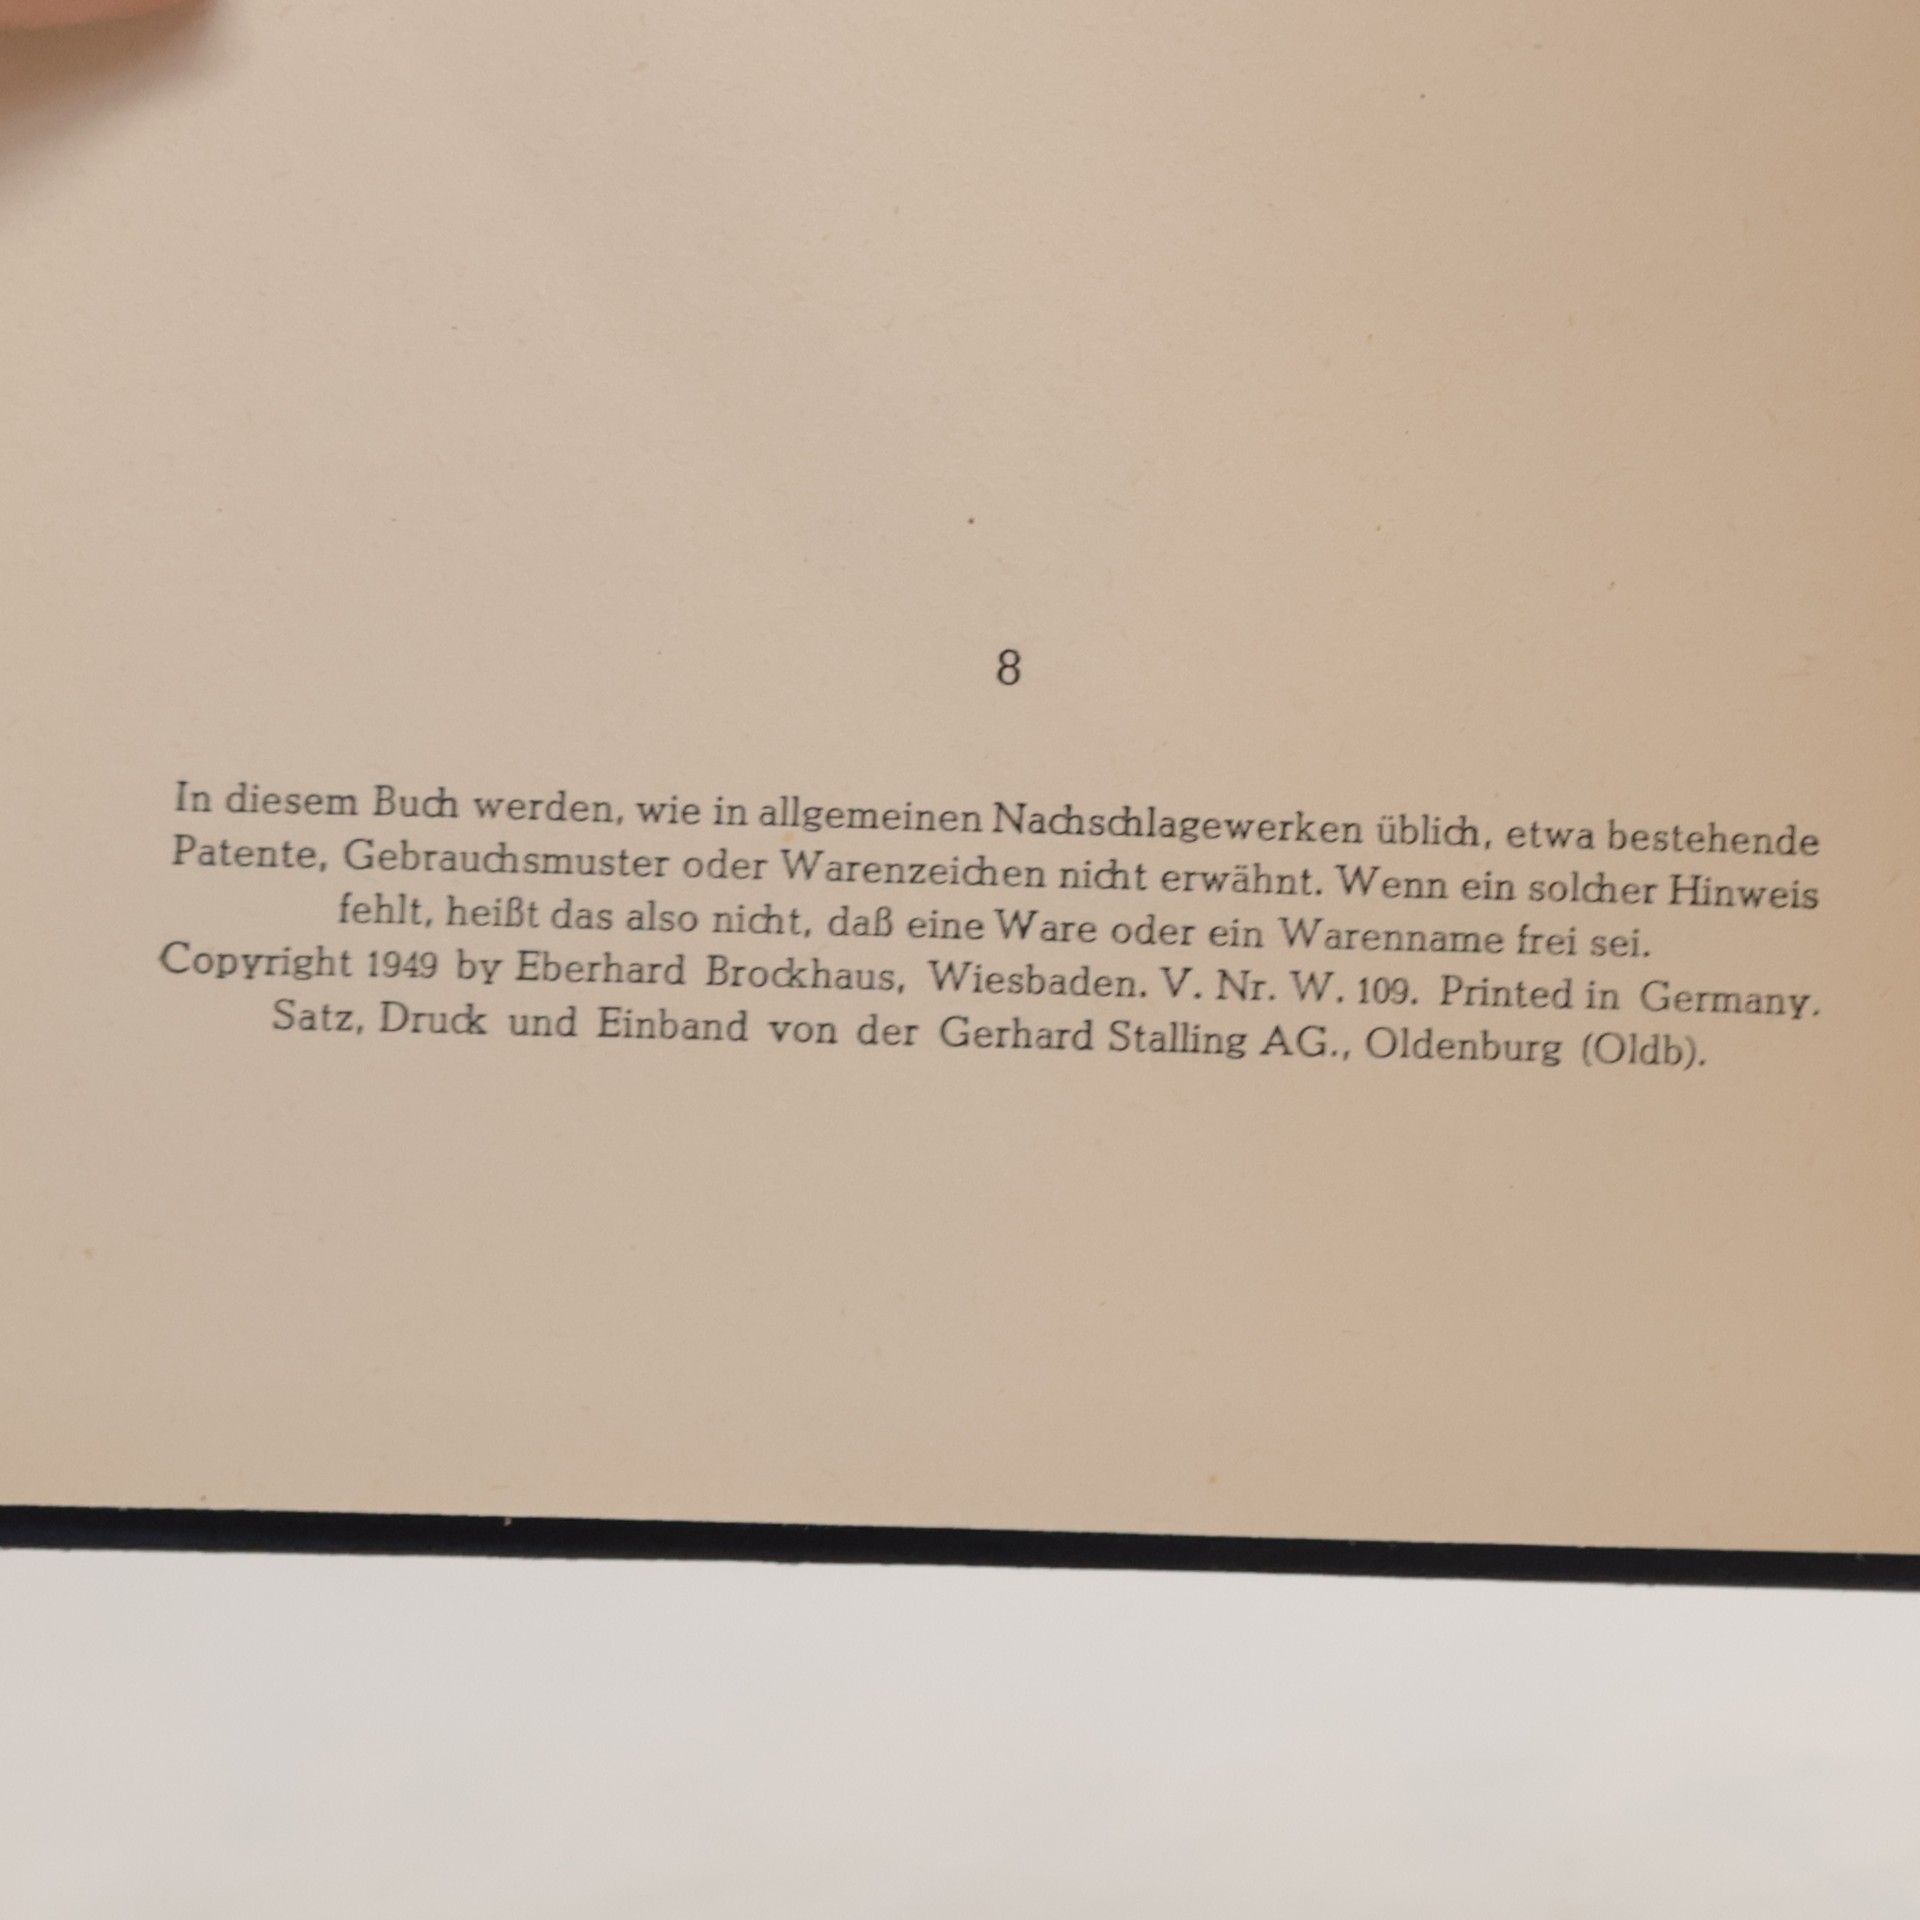 8
In diesem Buch werden, wie in allgemeinen Nachschlagewerken üblich, etwa bestehende
Patente, Gebrauchsmuster oder Warenzeichen nicht erwähnt. Wenn ein solcher Hinweis
fehlt, heißt das also nicht, daß eine Ware oder ein Warenname frei sei.
Copyright 1949 by Eberhard Brockhaus, Wiesbaden. V. Nr. W. 109. Printed in Germany.
Satz, Druck und Einband von der Gerhard Stalling AG., Oldenburg (Oldb).